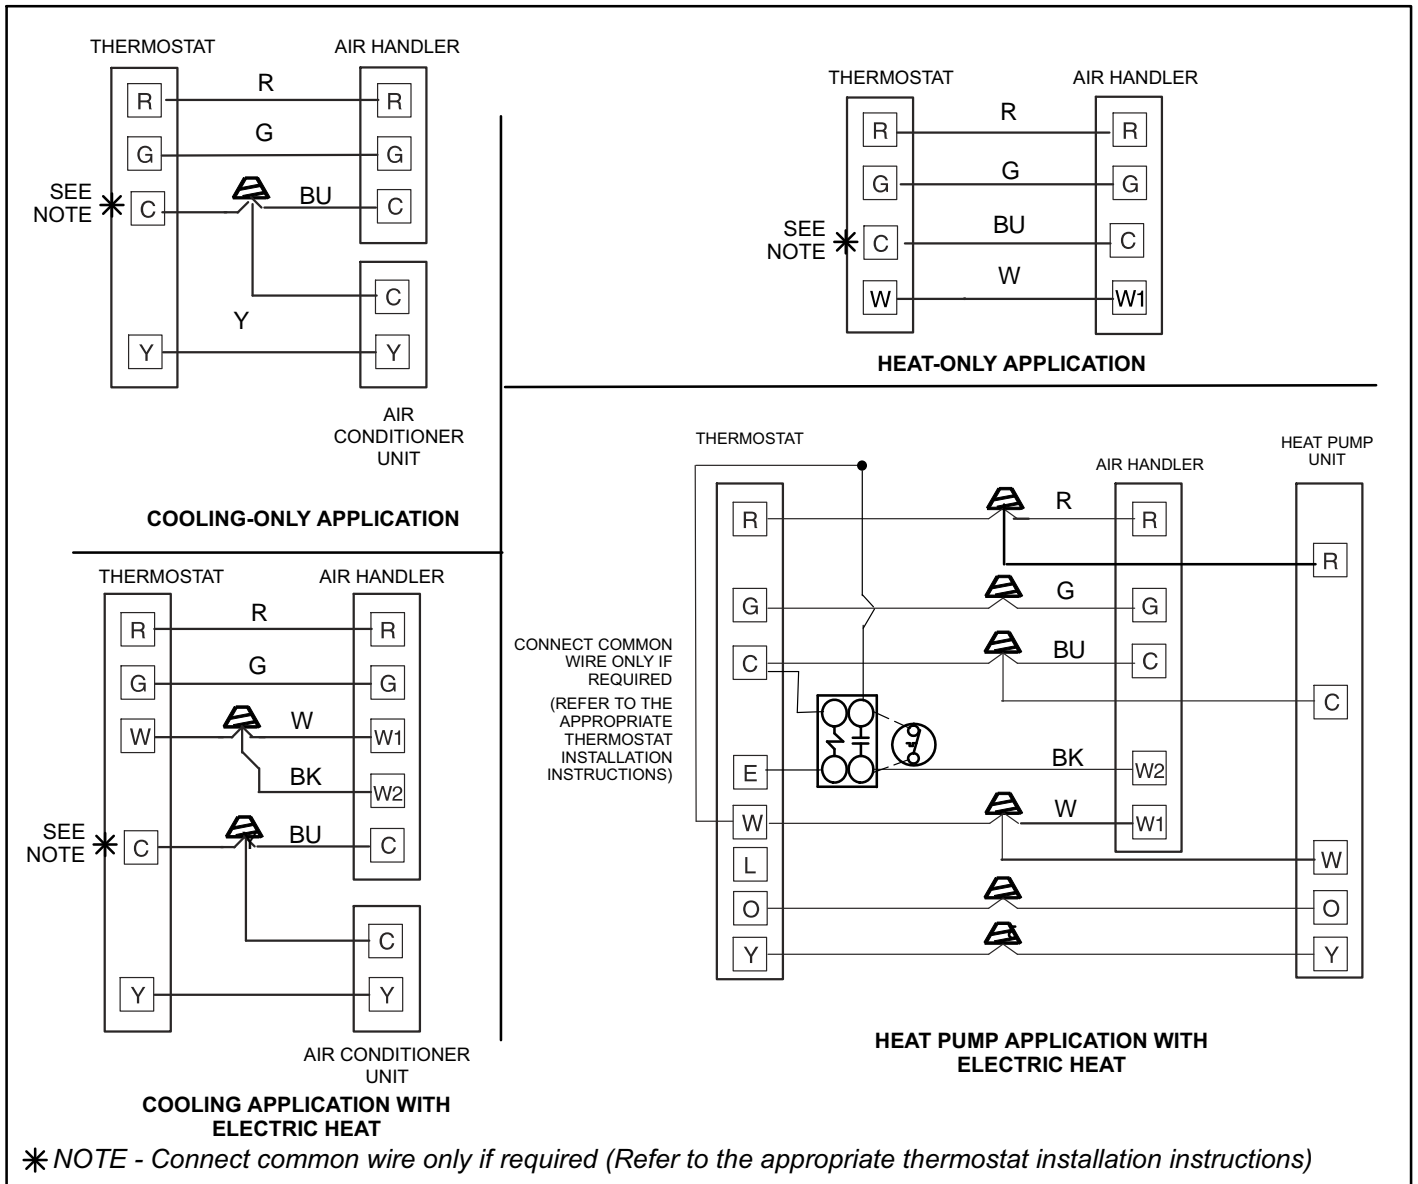 THERMOSTAT AIR HANDLER
R R R
G G G
SEE
NOTE
C BU C
C
Y
Y Y
AIR
CONDITIONER
UNIT
COOLING-ONLY APPLICATION
THERMOSTAT AIR HANDLER
R R R
G G G
SEE
NOTE
C BU C
W W W1
HEAT-ONLY APPLICATION
THERMOSTAT AIR HANDLER
R R R
G G G
W W W1
BK W2
SEE
NOTE
C BU C
C
Y Y
AIR CONDITIONER
UNIT
COOLING APPLICATION WITH
ELECTRIC HEAT
THERMOSTAT
AIR HANDLER
HEAT PUMP
UNIT
R R R
R
G G G
CONNECT COMMON
WIRE ONLY IF
REQUIRED
(REFER TO THE
APPROPRIATE
THERMOSTAT
INSTALLATION
INSTRUCTIONS)
C BU C
C
E BK W2
W W W1
W
L
O O
Y Y
HEAT PUMP APPLICATION WITH
ELECTRIC HEAT
NOTE - Connect common wire only if required (Refer to the appropriate thermostat installation instructions)